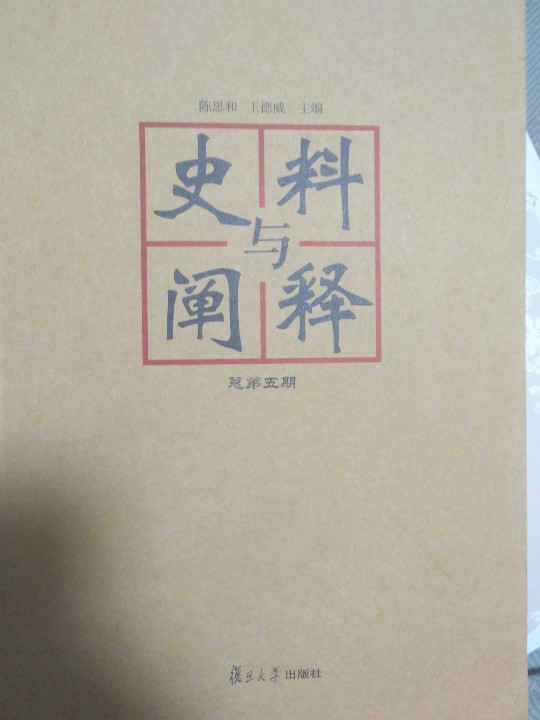 陈思和 王德威 主编
史料
与
阐释
总第五期
復旦大学出版社